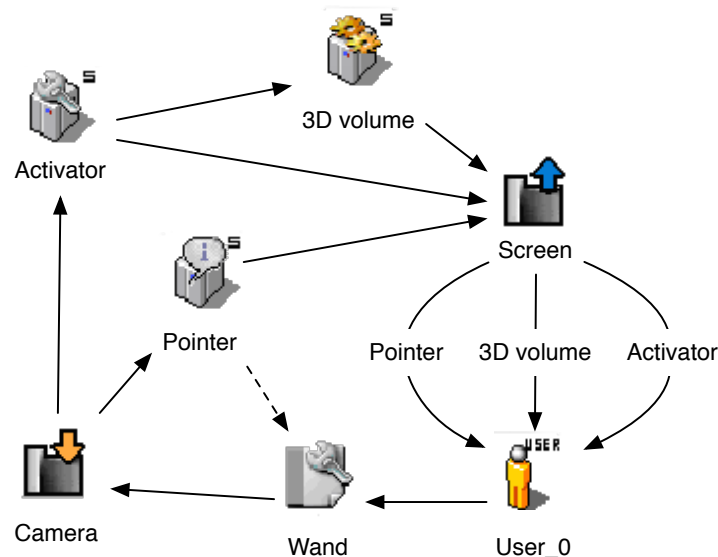 S
S
3D volume
Activator
S
Screen
Pointer
Pointer
3D volume
Activator
USER
Camera
Wand
User_0